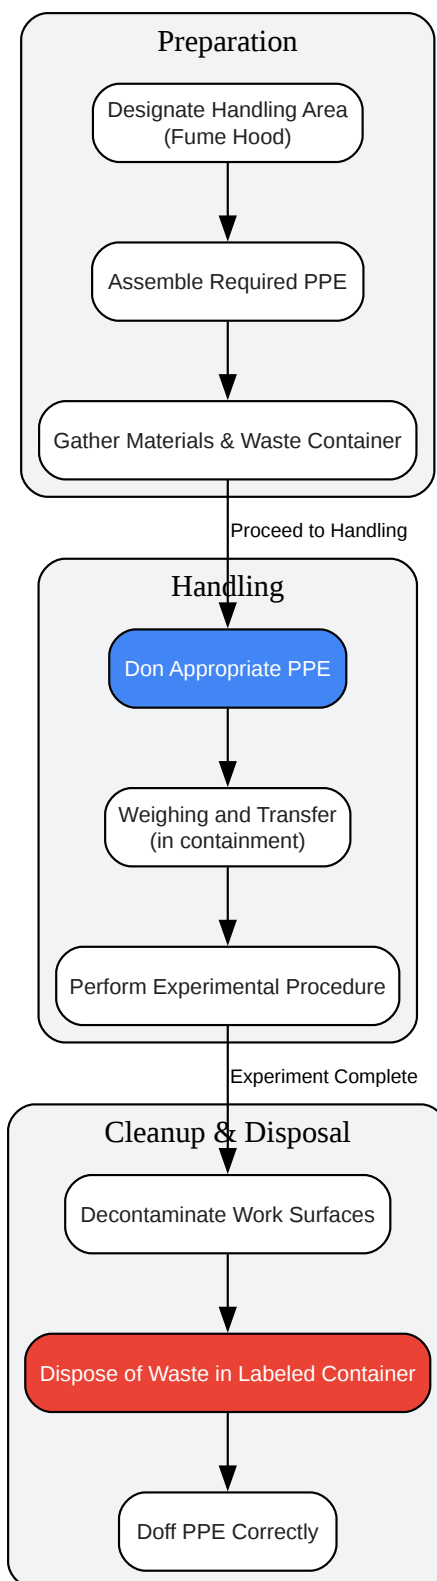 Preparation
Designate Handling Area
(Fume Hood)
Assemble Required PPE
Gather Materials & Waste Container
Proceed to Handling
Handling
Don Appropriate PPE
Weighing and Transfer
(in containment)
Perform Experimental Procedure
Experiment Complete
Cleanup & Disposal
Decontaminate Work Surfaces
Dispose of Waste in Labeled Container
Doff PPE Correctly